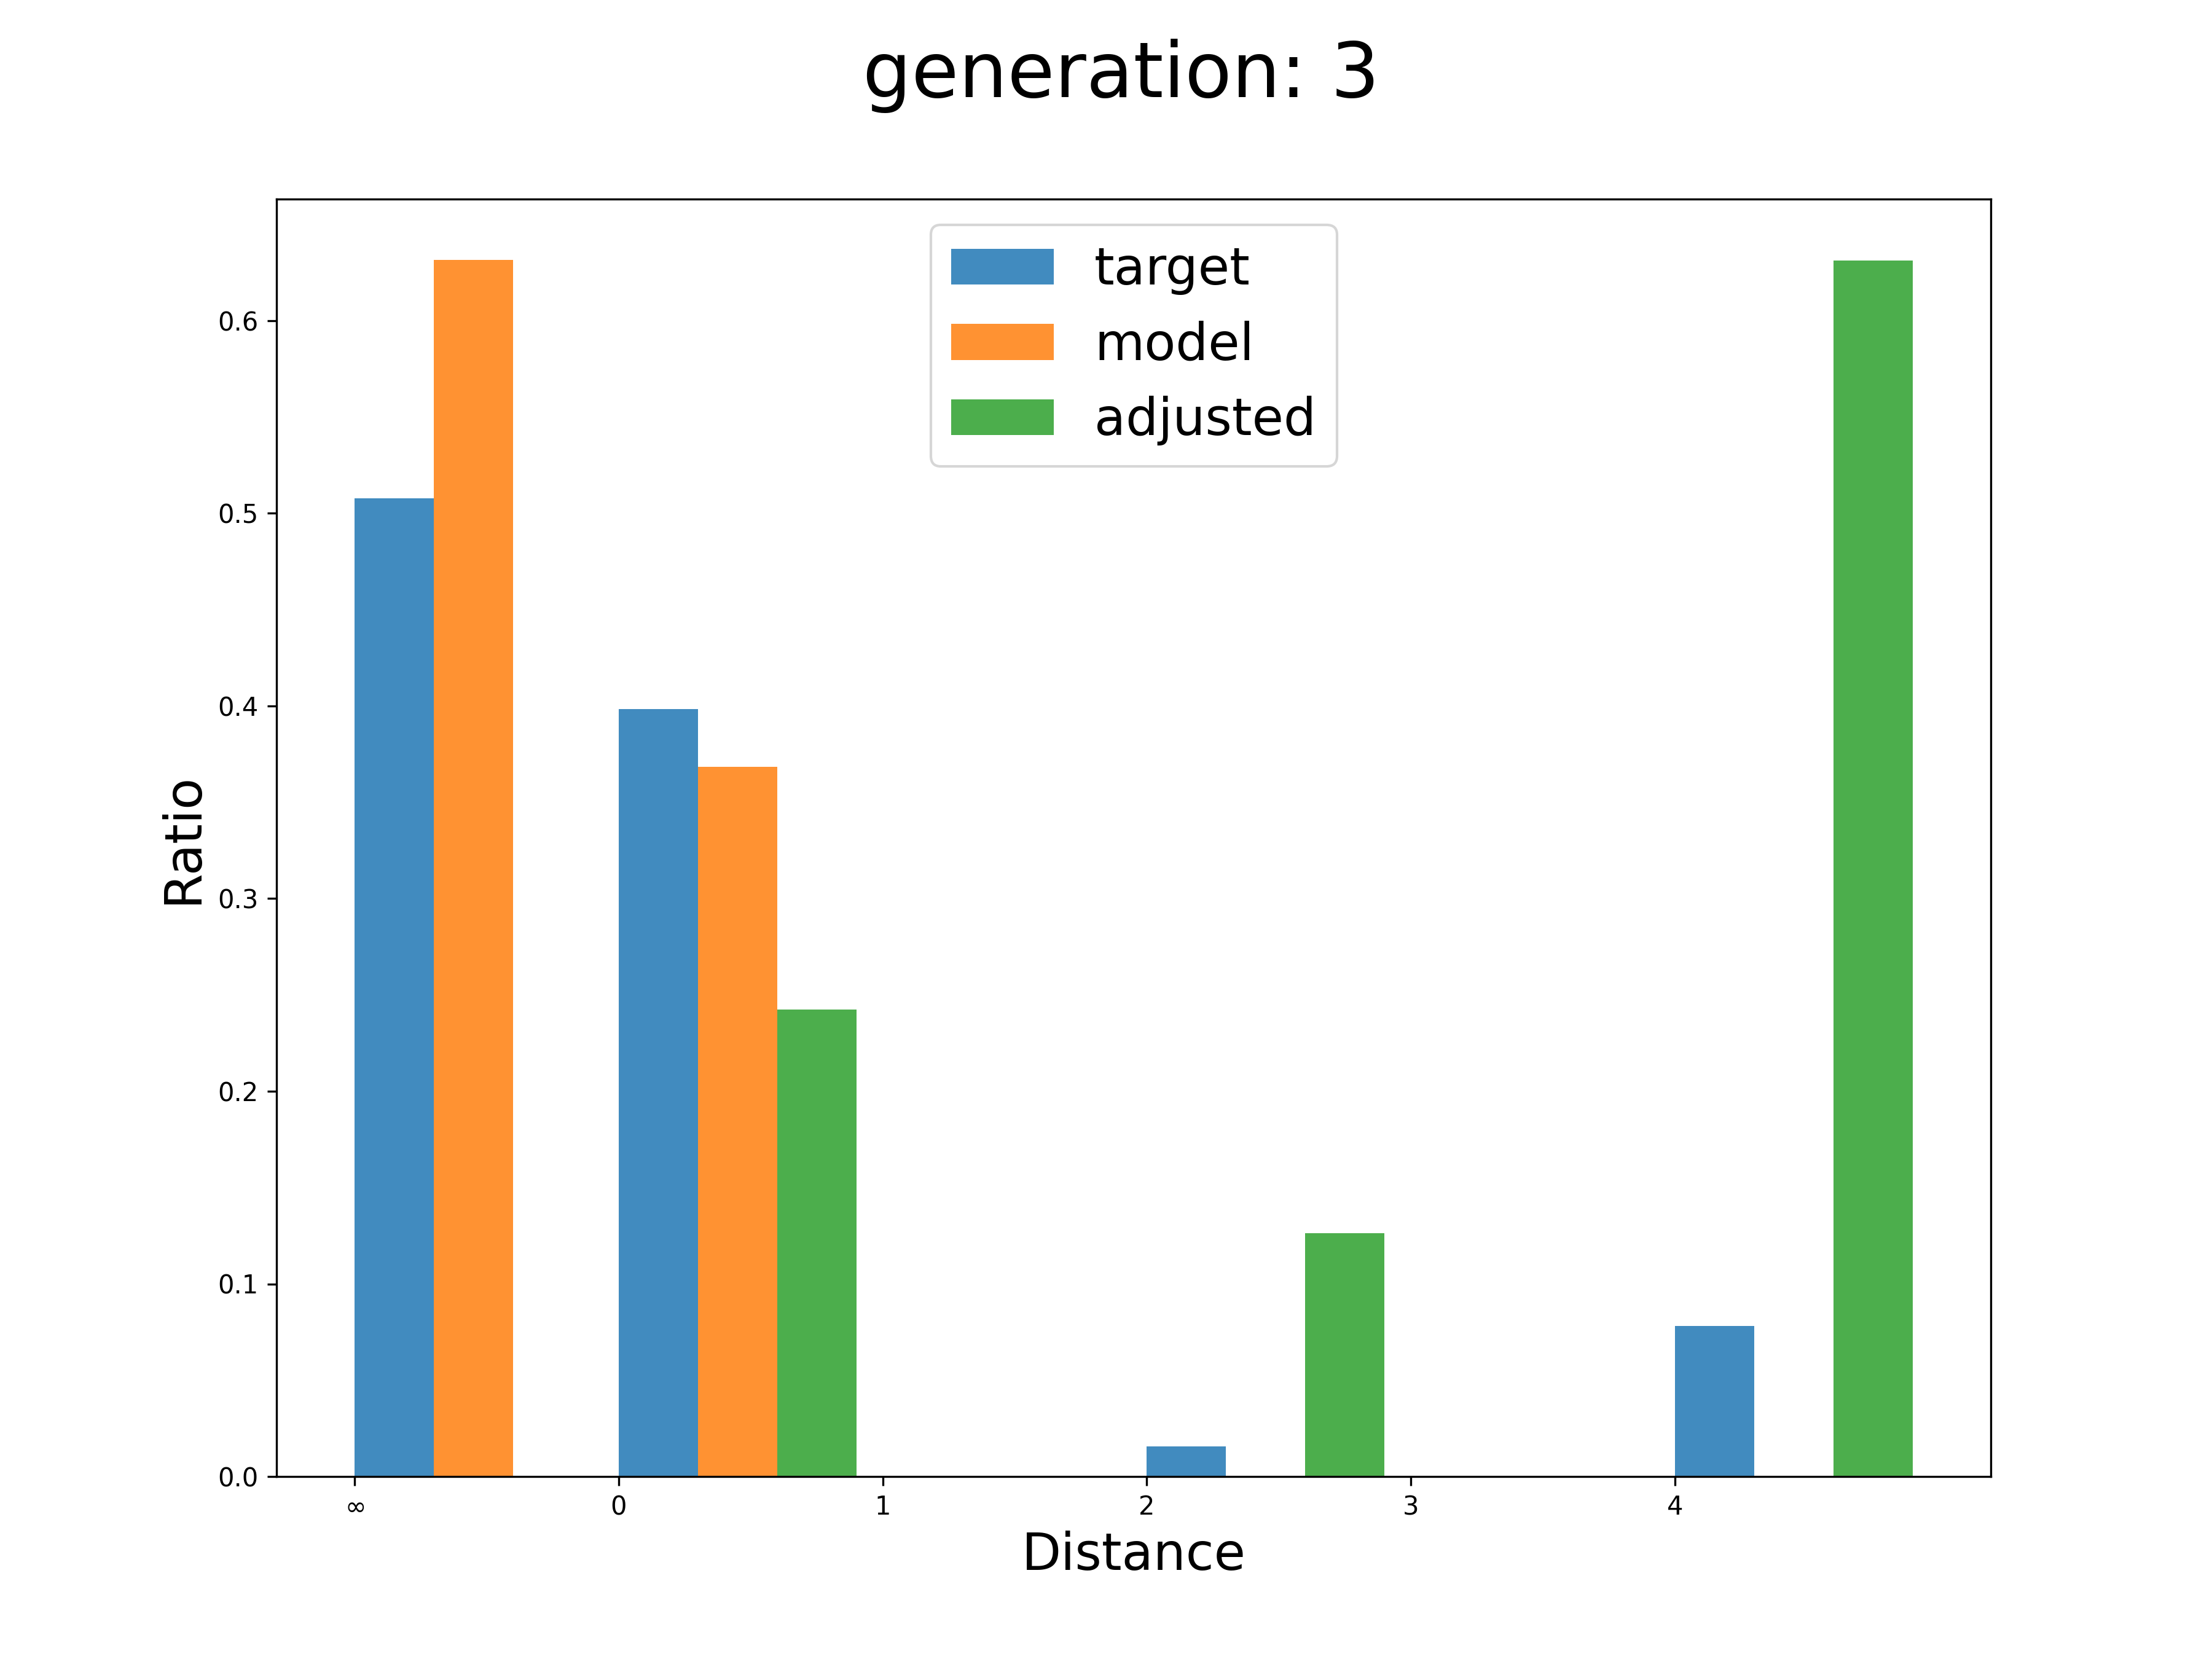 generation: 3
target
model
adjusted
Ratio
0.6
0.5
0.4
0.3
0.2
0.1
0.0
∞ 0 1 2 3 4
Distance